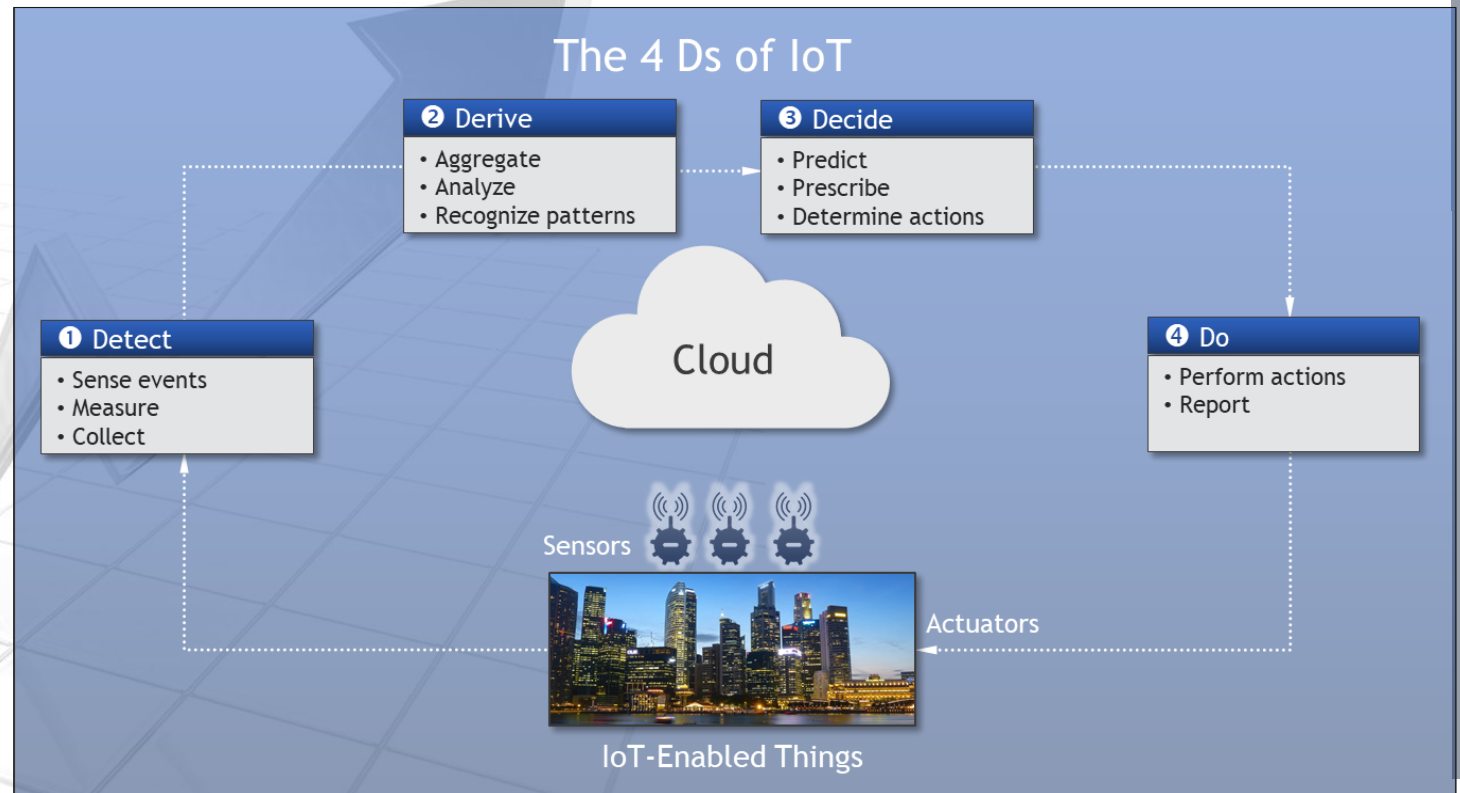 The 4 Ds of IoT
❷ Derive
• Aggregate
• Analyze
• Recognize patterns
❸ Decide
• Predict
• Prescribe
• Determine actions
❶ Detect
• Sense events
• Measure
• Collect
Cloud
❹ Do
• Perform actions
• Report
Sensors
Actuators
IoT-Enabled Things